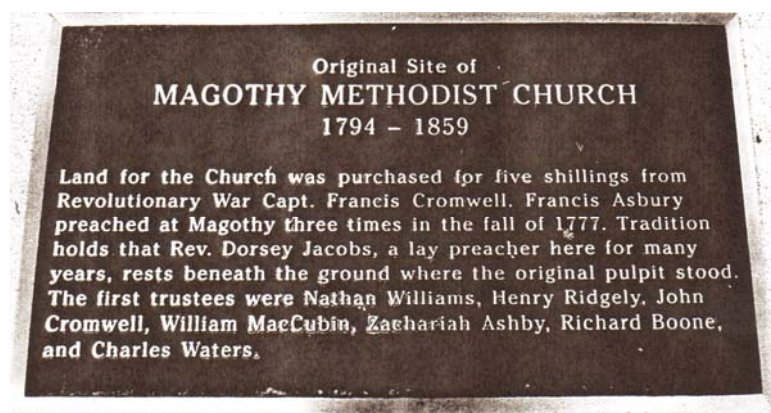 Original Site of
MAGOTHY METHODIST CHURCH
1794 – 1859
Land for the Church was purchased for five shillings from
Revolutionary War Capt. Francis Cromwell. Francis Asbury
preached at Magothy three times in the fall of 1777. Tradition
holds that Rev. Dorsey Jacobs, a lay preacher here for many
years, rests beneath the ground where the original pulpit stood.
The first trustees were Nathan Williams, Henry Ridgely, John
Cromwell, William MacCubin, Zachariah Ashby, Richard Boone,
and Charles Waters.